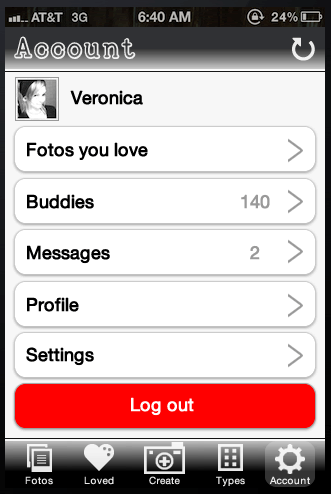 AT&T 3G 6:40 AM 24%
Account
Veronica
Fotos you love
Buddies 140
Messages 2
Profile
Settings
Log out
Fotos Loved Create Types Account